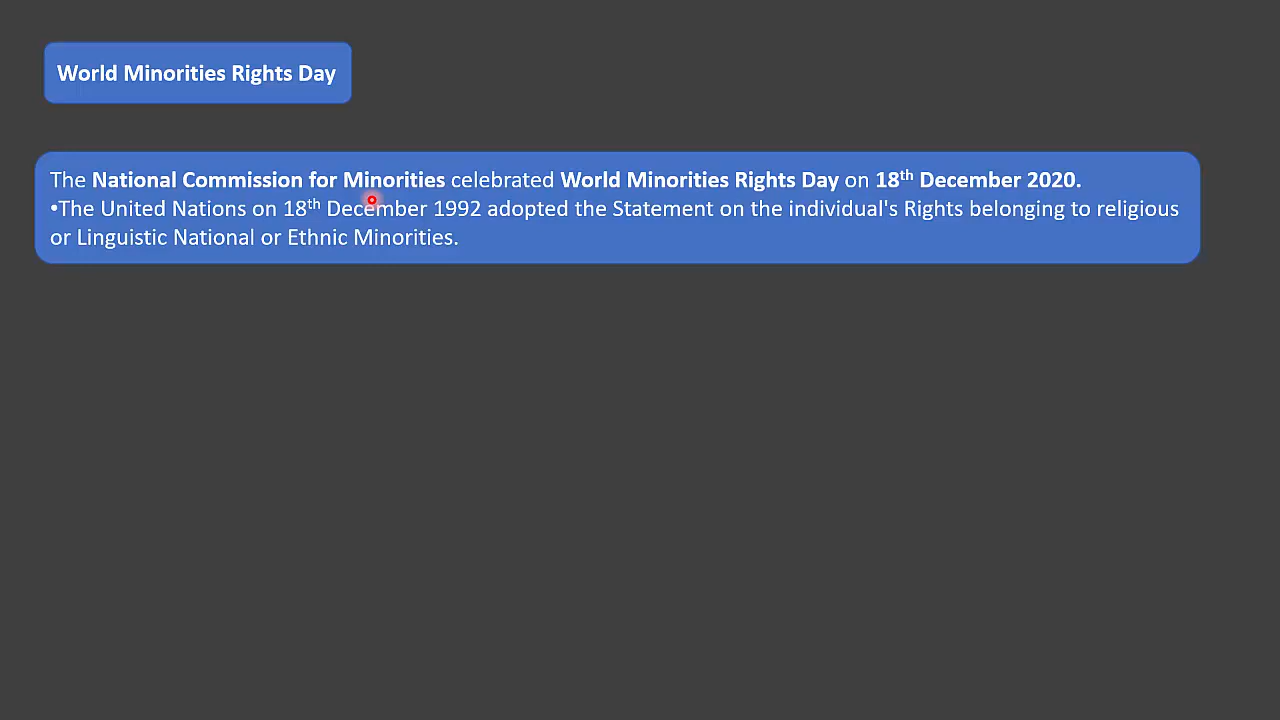 World Minorities Rights Day
The National Commission for Minorities celebrated World Minorities Rights Day on 18th December 2020.
•The United Nations on 18th December 1992 adopted the Statement on the individual's Rights belonging to religious
or Linguistic National or Ethnic Minorities.